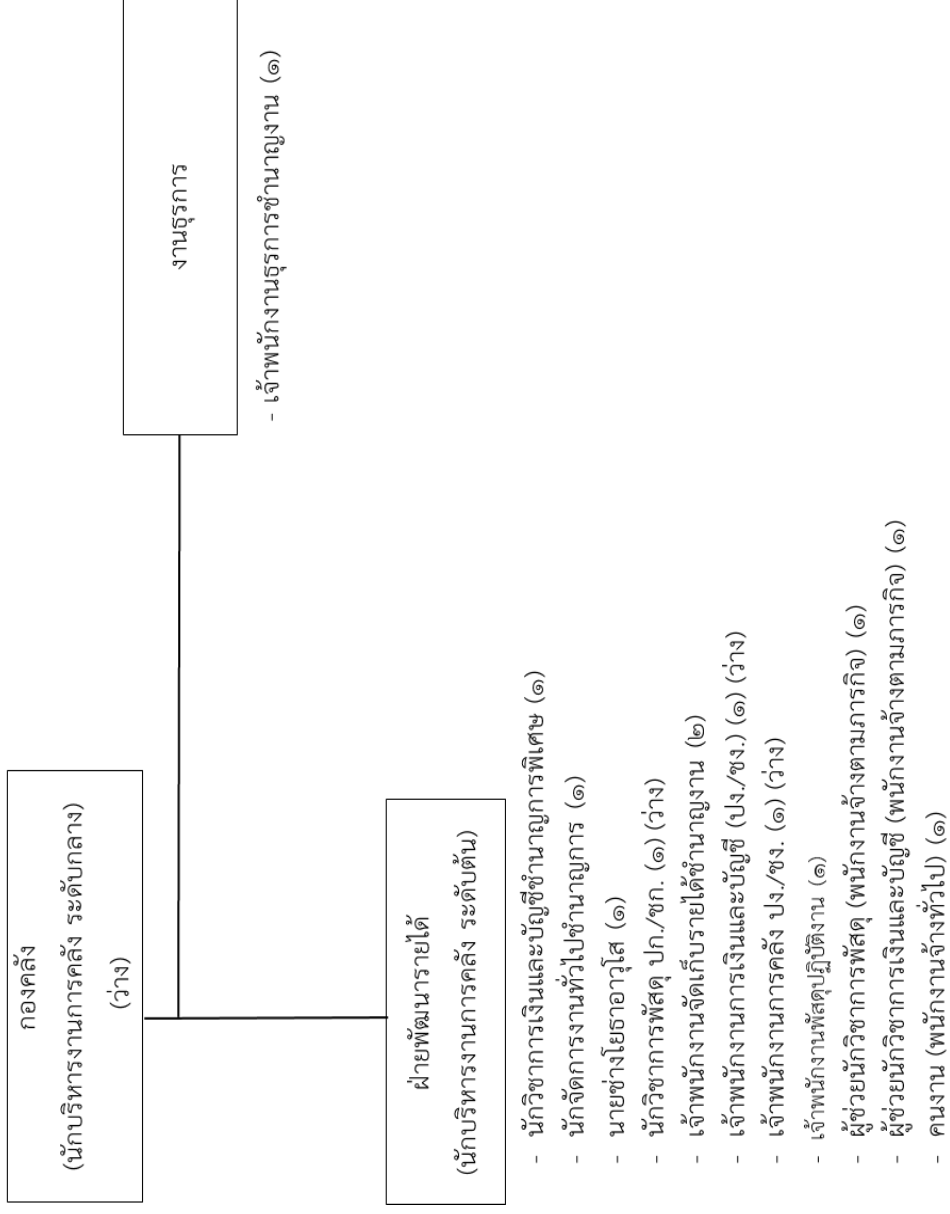 กองคลัง
(นักบริหารงานการคลัง ระดับกลาง)
(ว่าง)
งานธุรการ
- เจ้าพนักงานธุรการชำนาญงาน (๑)
ฝ่ายพัฒนารายได้
(นักบริหารงานการคลัง ระดับต้น)
- นักวิชาการเงินและบัญชีชำนาญการพิเศษ (๑)
- นักจัดการงานทั่วไปชำนาญการ (๑)
- นายช่างโยธาอาวุโส (๑)
- นักวิชาการพัสดุ ปก./ชก. (๑) (ว่าง)
- เจ้าพนักงานจัดเก็บรายได้ชำนาญงาน (๒)
- เจ้าพนักงานการเงินและบัญชี (ปง./ชง.) (๑) (ว่าง)
- เจ้าพนักงานการคลัง ปง./ชง. (๑) (ว่าง)
- เจ้าพนักงานพัสดุปฏิบัติงาน (๑)
- ผู้ช่วยนักวิชาการพัสดุ (พนักงานจ้างตามภารกิจ) (๑)
- ผู้ช่วยนักวิชาการเงินและบัญชี (พนักงานจ้างตามภารกิจ) (๑)
- คนงาน (พนักงานจ้างทั่วไป) (๑)